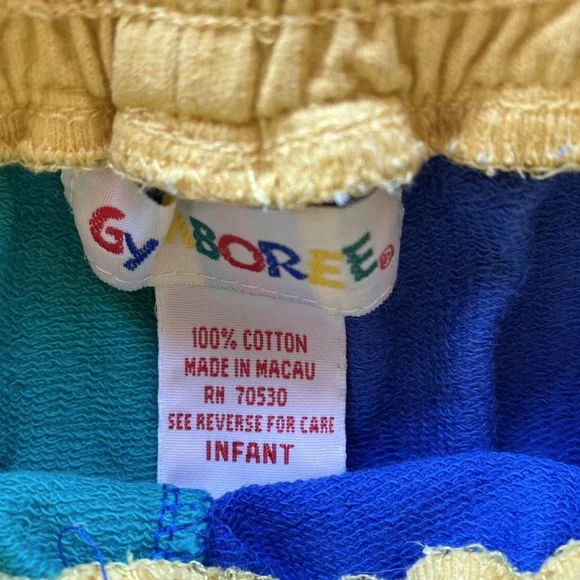 GYMBOREE®
100% COTTON
MADE IN MACAU
RN 70530
SEE REVERSE FOR CARE
INFANT